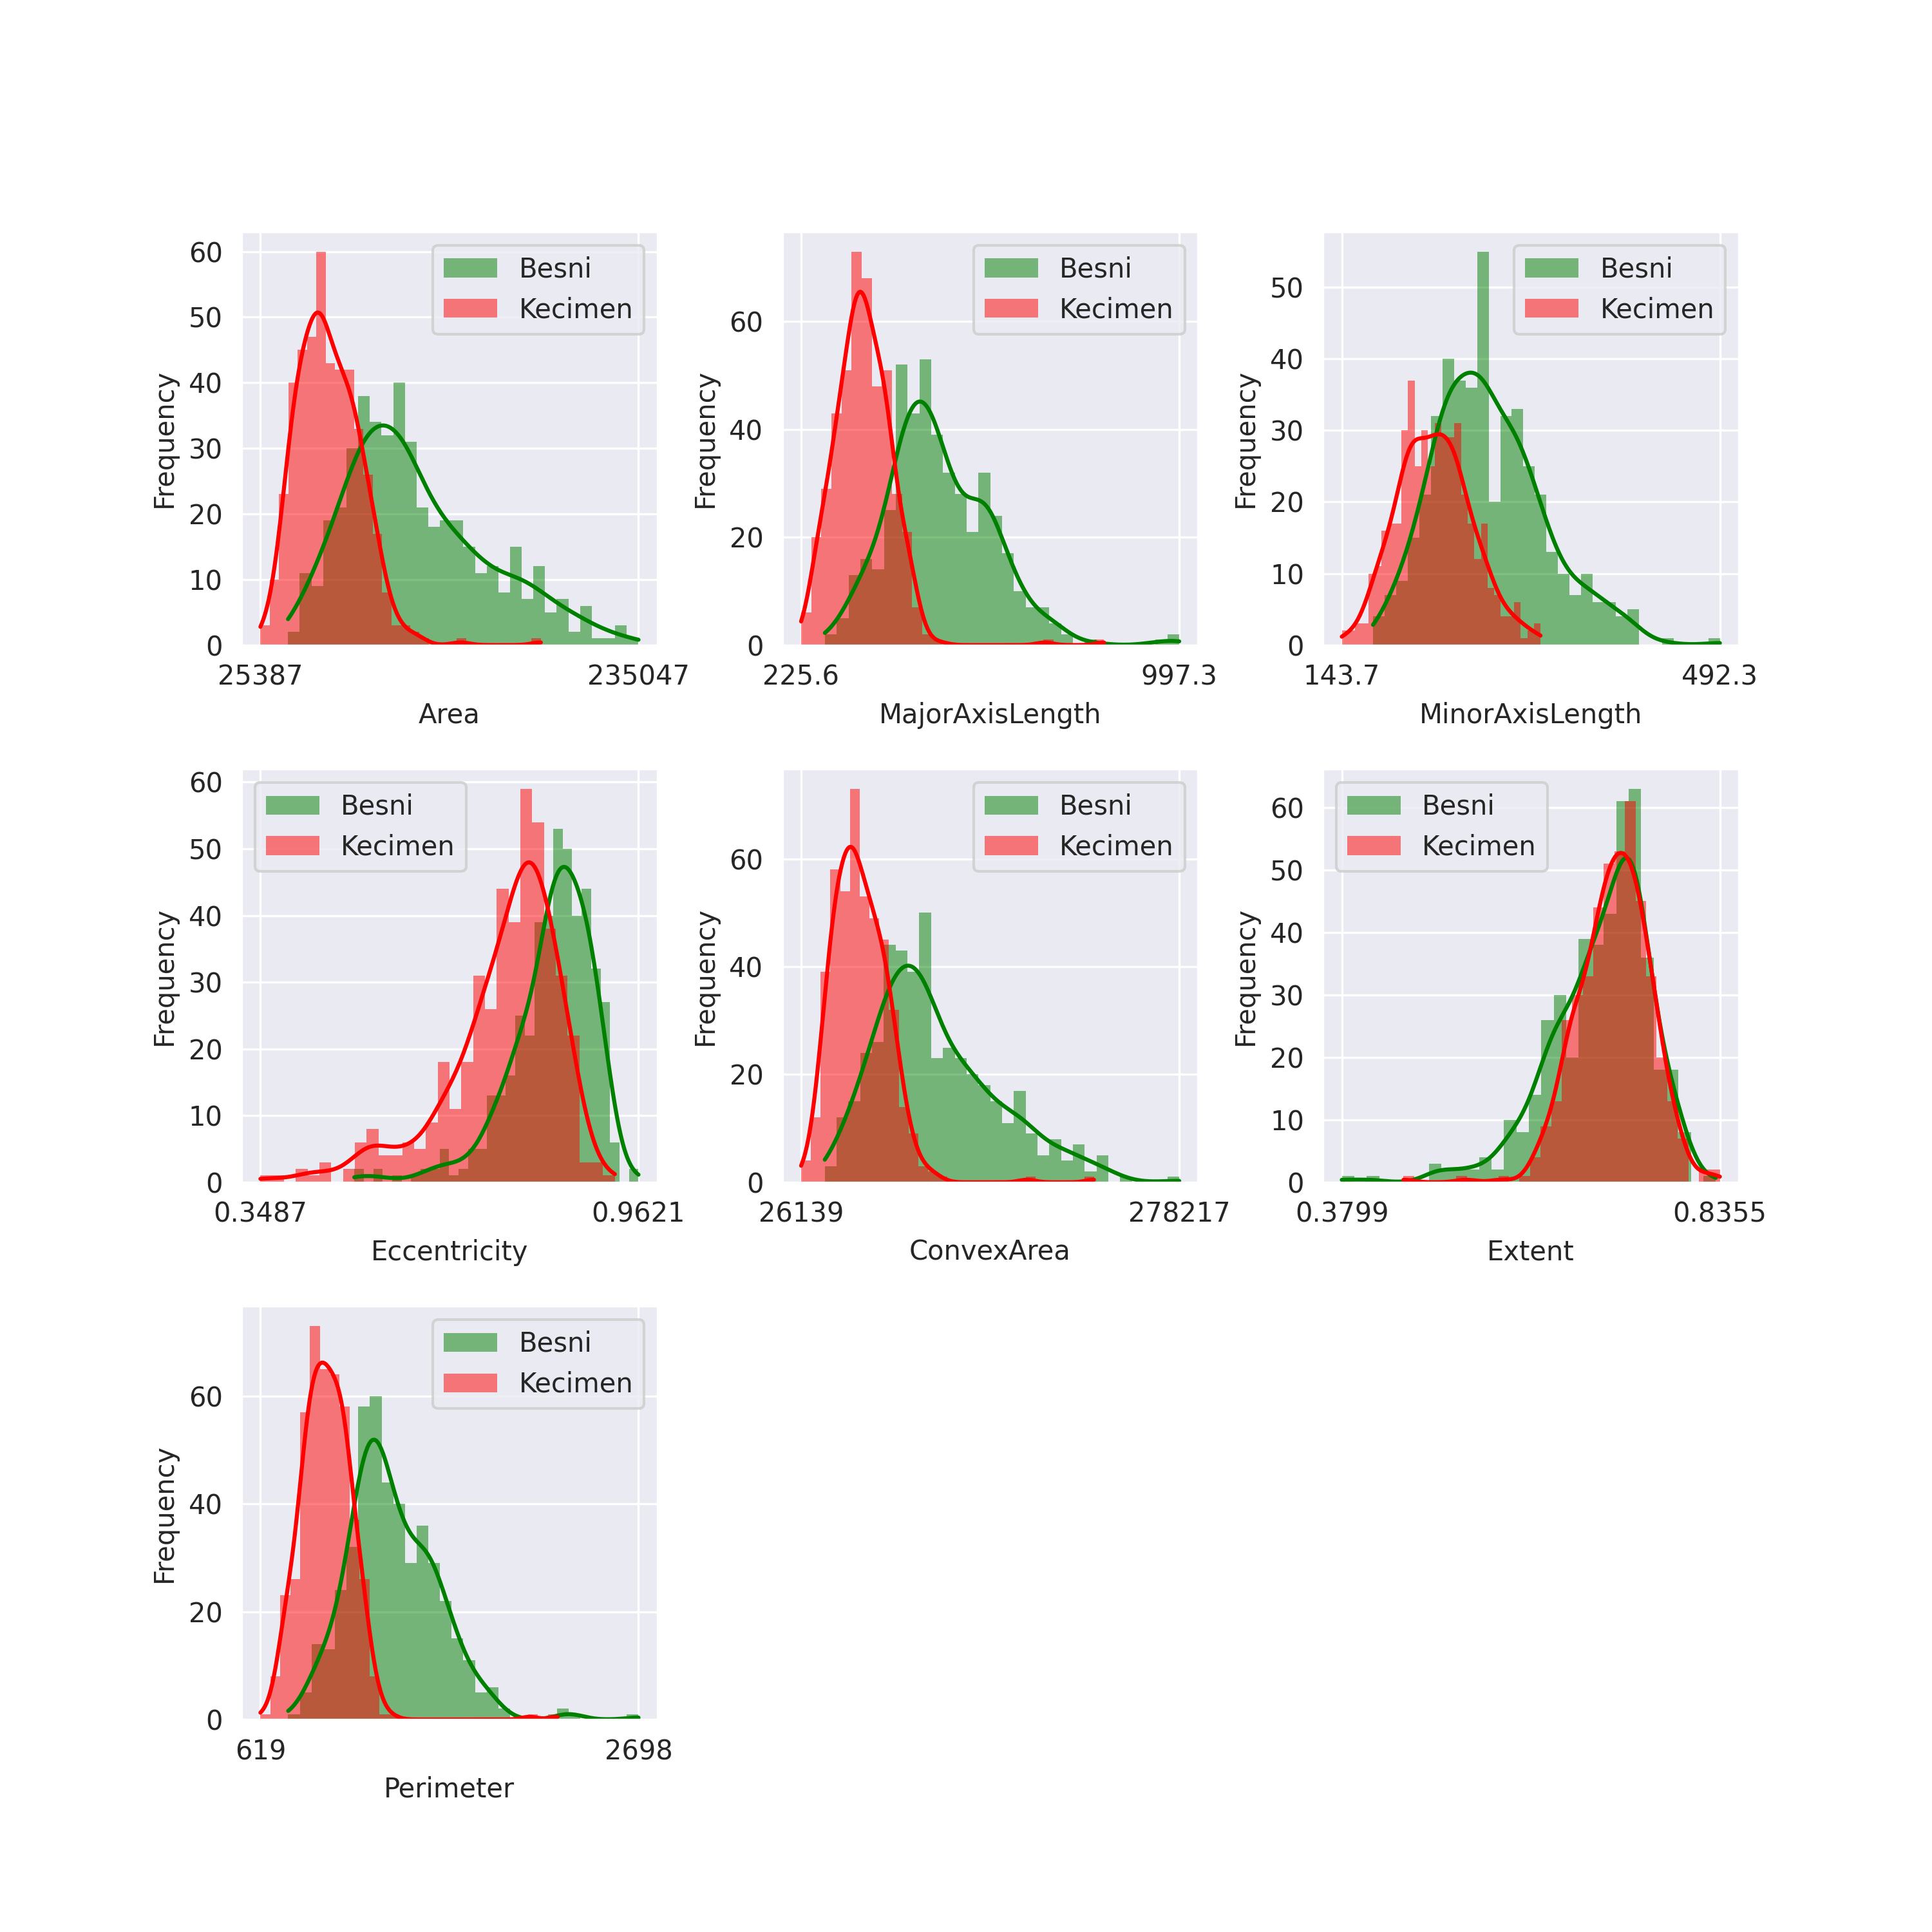 Frequency
60
50
40
30
20
10
0
Besni
Kecimen
25387 235047
Area
Frequency
60
40
20
0
Besni
Kecimen
225.6 997.3
MajorAxisLength
Frequency
50
40
30
20
10
0
Besni
Kecimen
143.7 492.3
MinorAxisLength
Frequency
60
50
40
30
20
10
0
Besni
Kecimen
0.3487 0.9621
Eccentricity
Frequency
60
40
20
0
Besni
Kecimen
26139 278217
ConvexArea
Frequency
60
50
40
30
20
10
0
Besni
Kecimen
0.3799 0.8355
Extent
Frequency
60
40
20
0
Besni
Kecimen
619 2698
Perimeter